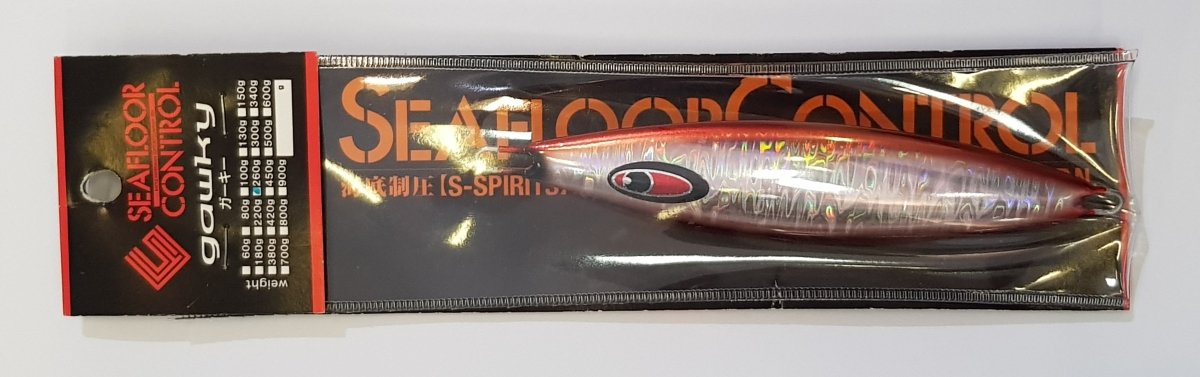 SEAFLOOR
CONTROL
gawky
ガーキー
60g 80g 100g 130g 150g
180g 220g 260g 300g 340g
380g 420g 450g 500g 600g
700g 800g 900g g
weight
SEAFLOOR CONTROL
海底制圧【S-SPIRITS